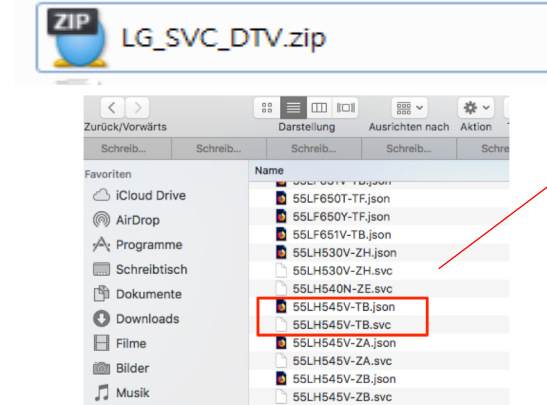 ZIP
LG_SVC_DTV.zip
Zurück/Vorwärts
Darstellung
Ausrichten nach
Aktion
Schreib...
Schreib...
Schreib...
Schreib...
Schre
Favoriten
iCloud Drive
AirDrop
Programme
Schreibtisch
Dokumente
Downloads
Filme
Bilder
Musik
Name
55LF650T-TF.json
55LF650Y-TF.json
55LF651V-TB.json
55LH530V-ZH.json
55LH530V-ZH.svc
55LH540N-ZE.svc
55LH545V-TB.json
55LH545V-TB.svc
55LH545V-ZA.json
55LH545V-ZA.svc
55LH545V-ZB.json
55LH545V-ZB.svc